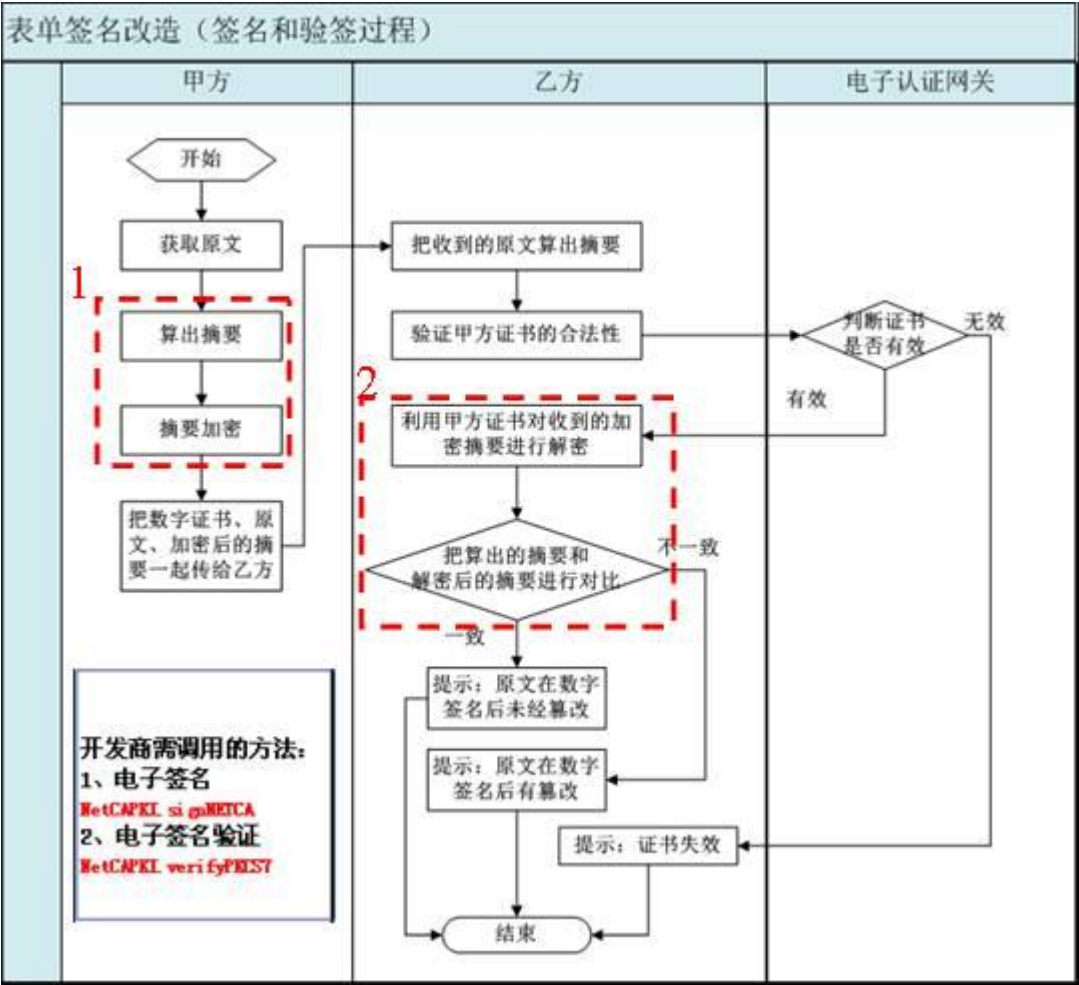 表单签名改造（签名和验签过程）
甲方
乙方
电子认证网关
开始
获取原文
1
算出摘要
摘要加密
把数字证书、原
文、加密后的摘
要一起传给乙方
把收到的原文算出摘要
验证甲方证书的合法性
判断证书
是否有效
无效
有效
2
利用甲方证书对收到的加
密摘要进行解密
把算出的摘要和
解密后的摘要进行对比
不一致
一致
提示：原文在数字
签名后未经篡改
提示：原文在数字
签名后有篡改
提示：证书失效
结束
开发商需调用的方法：
1、电子签名
NetCAPKI.signNETCA
2、电子签名验证
NetCAPKI.verifyPKCS7